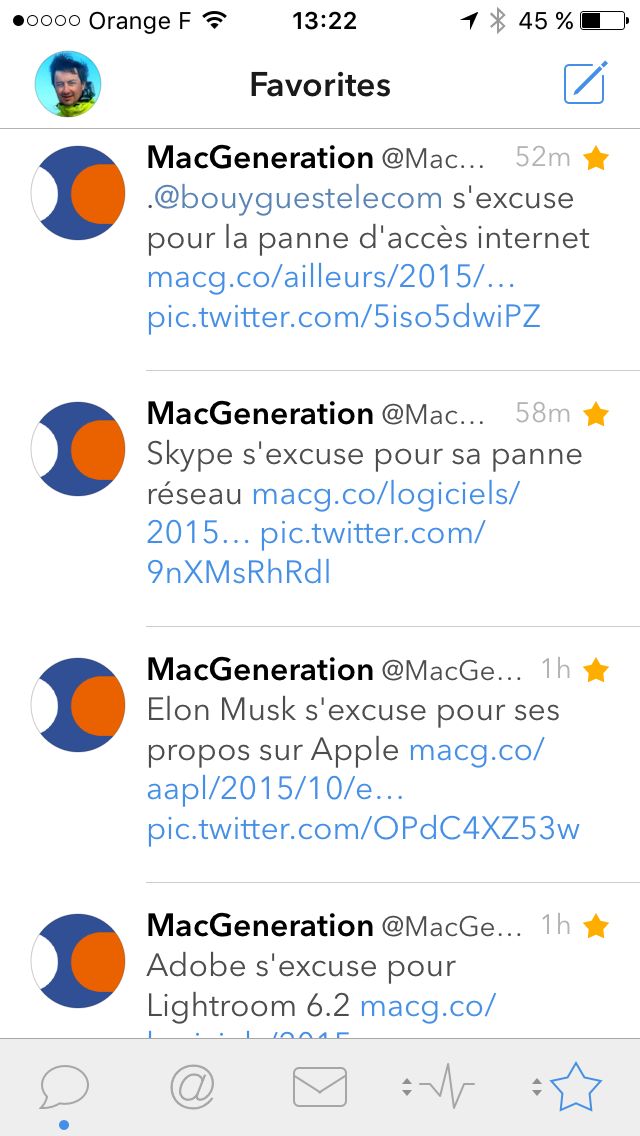 Orange F 13:22 45 %
Favorites
MacGeneration @Mac… 52m
.@bouyguestelecom s'excuse
pour la panne d'accès internet
macg.co/ailleurs/2015/…
pic.twitter.com/5iso5dwiPZ
MacGeneration @Mac… 58m
Skype s'excuse pour sa panne
réseau macg.co/logiciels/
2015… pic.twitter.com/
9nXMsRhRdl
MacGeneration @MacGe… 1h
Elon Musk s'excuse pour ses
propos sur Apple macg.co/
aapl/2015/10/e…
pic.twitter.com/OPdC4XZ53w
MacGeneration @MacGe… 1h
Adobe s'excuse pour
Lightroom 6.2 macg.co/